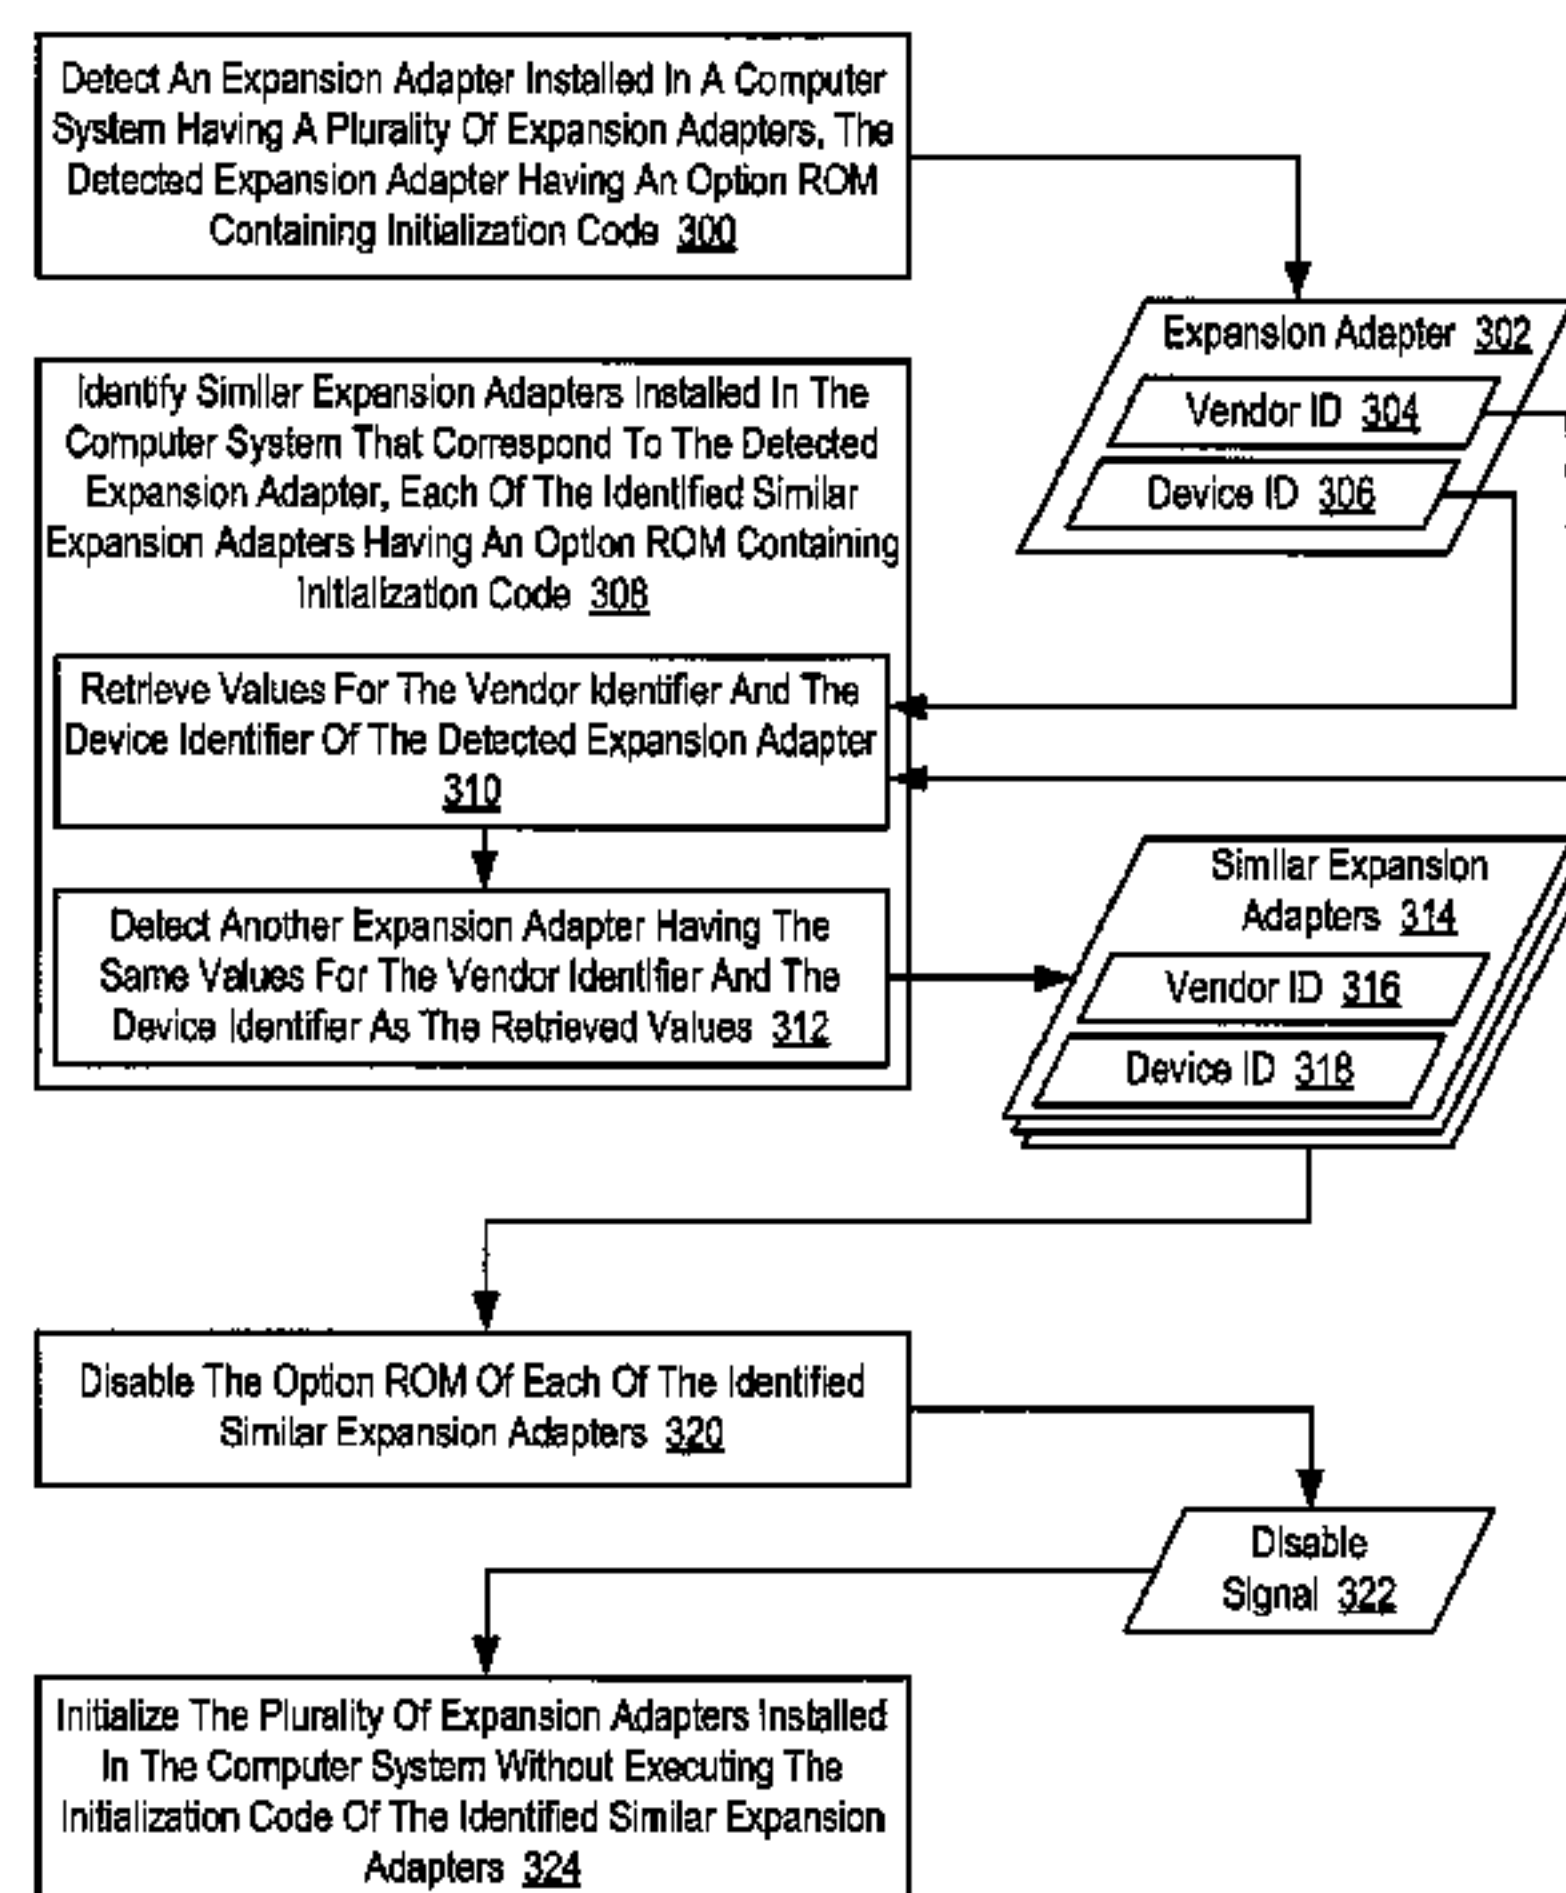 Detect An Expansion Adapter Installed In A Computer
System Having A Plurality Of Expansion Adapters, The
Detected Expansion Adapter Having An Option ROM
Containing Initialization Code 300
Expansion Adapter 302
Vendor ID 304
Device ID 306
Identify Similar Expansion Adapters Installed In The
Computer System That Correspond To The Detected
Expansion Adapter, Each Of The Identified Similar
Expansion Adapters Having An Option ROM Containing
Initialization Code 308
Retrieve Values For The Vendor Identifier And The
Device Identifier Of The Detected Expansion Adapter
310
Detect Another Expansion Adapter Having The
Same Values For The Vendor Identifier And The
Device Identifier As The Retrieved Values 312
Similar Expansion
Adapters 314
Vendor ID 316
Device ID 318
Disable The Option ROM Of Each Of The Identified
Similar Expansion Adapters 320
Disable
Signal 322
Initialize The Plurality Of Expansion Adapters Installed
In The Computer System Without Executing The
Initialization Code Of The Identified Similar Expansion
Adapters 324